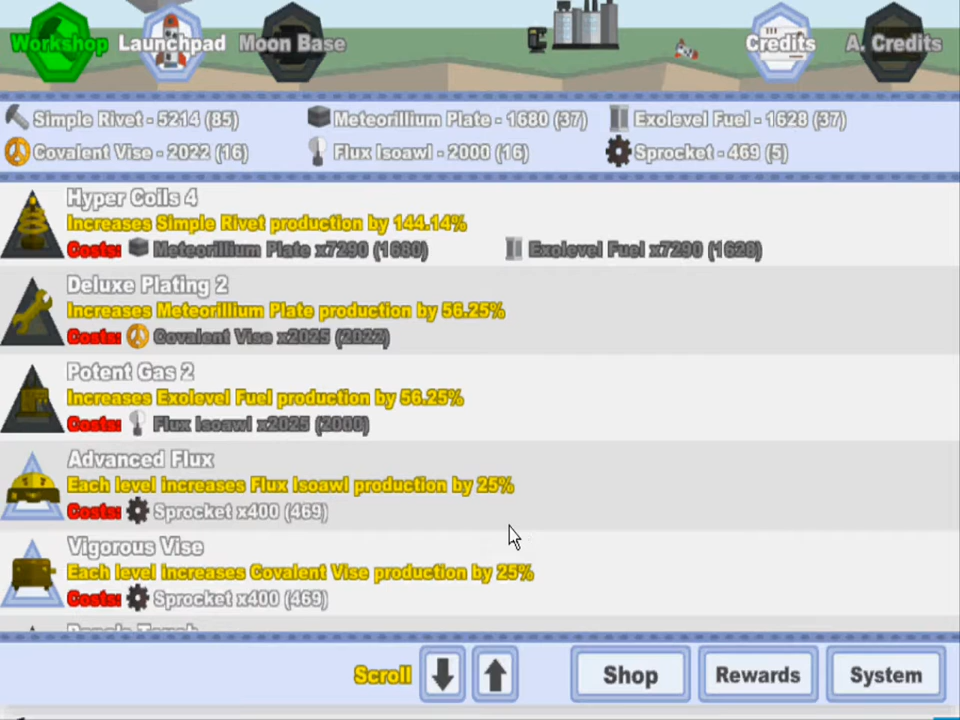 Workshop Launchpad Moon Base Credits A. Credits
Simple Rivet - 5214 (85) Meteorillium Plate - 1680 (37) Exolevel Fuel - 1628 (37)
Covalent Vise - 2022 (16) Flux Isoawl - 2000 (16) Sprocket - 469 (5)
Hyper Coils 4
Increases Simple Rivet production by 144.14%
Costs: Meteorillium Plate x7290 (1680) Exolevel Fuel x7290 (1628)
Deluxe Plating 2
Increases Meteorillium Plate production by 56.25%
Costs: Covalent Vise x2025 (2022)
Potent Gas 2
Increases Exolevel Fuel production by 56.25%
Costs: Flux Isoawl x2025 (2000)
Advanced Flux
Each level increases Flux Isoawl production by 25%
Costs: Sprocket x400 (469)
Vigorous Vise
Each level increases Covalent Vise production by 25%
Costs: Sprocket x400 (469)
Scroll Shop Rewards System